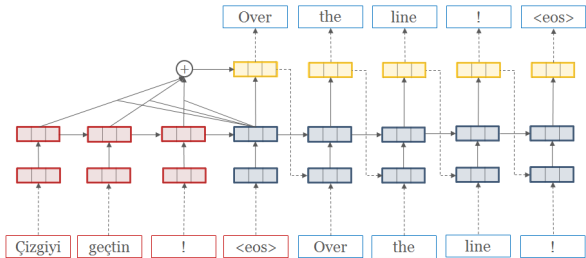 Over the line ! <eos>
+
Çizgiyi geçtin ! <eos> Over the line !